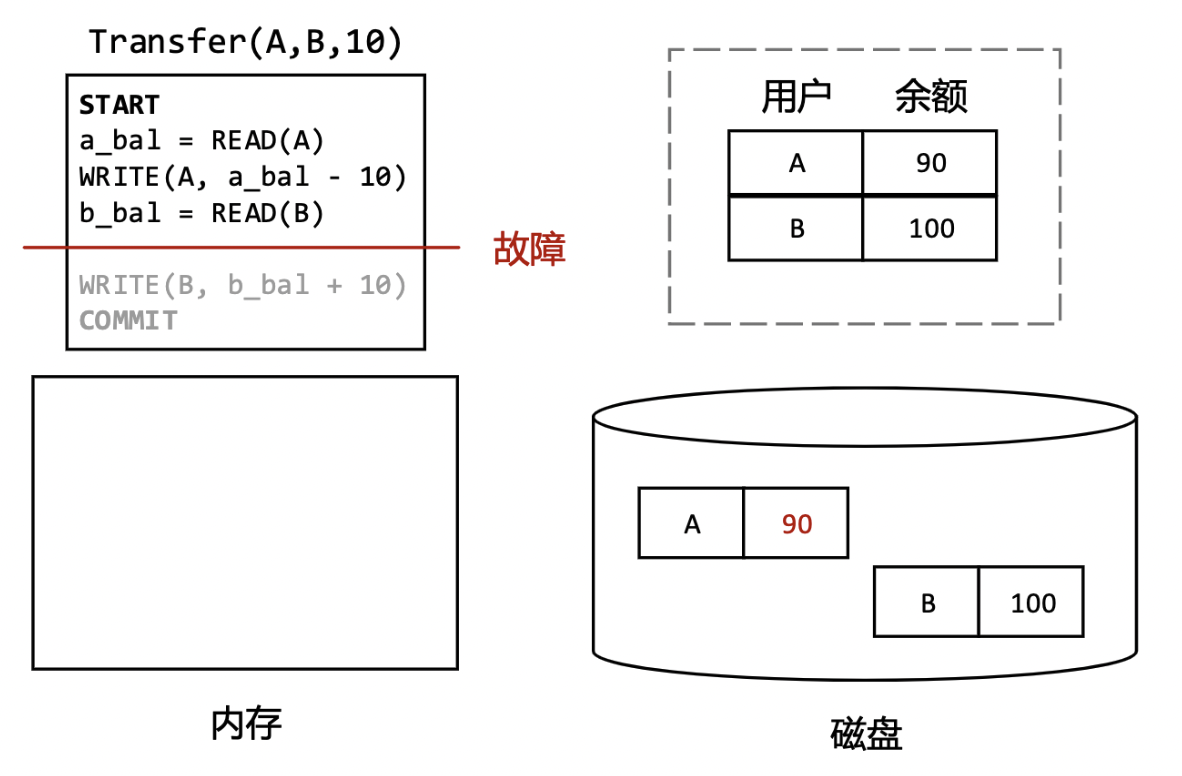 Transfer(A,B,10)
START
a_bal = READ(A)
WRITE(A, a_bal - 10)
b_bal = READ(B)
故障
WRITE(B, b_bal + 10)
COMMIT
内存
用户 余额
A 90
B 100
A 90
B 100
磁盘